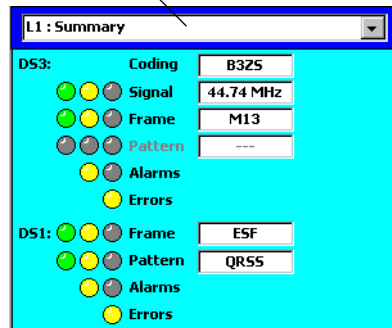 L1 : Summary
DS3: Coding B3ZS
Signal 44.74 MHz
Frame M13
Pattern ---
Alarms
Errors
DS1: Frame ESF
Pattern QRSS
Alarms
Errors